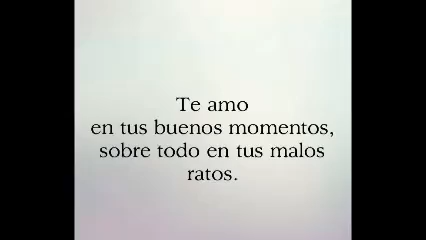 Te amo
en tus buenos momentos,
sobre todo en tus malos
ratos.